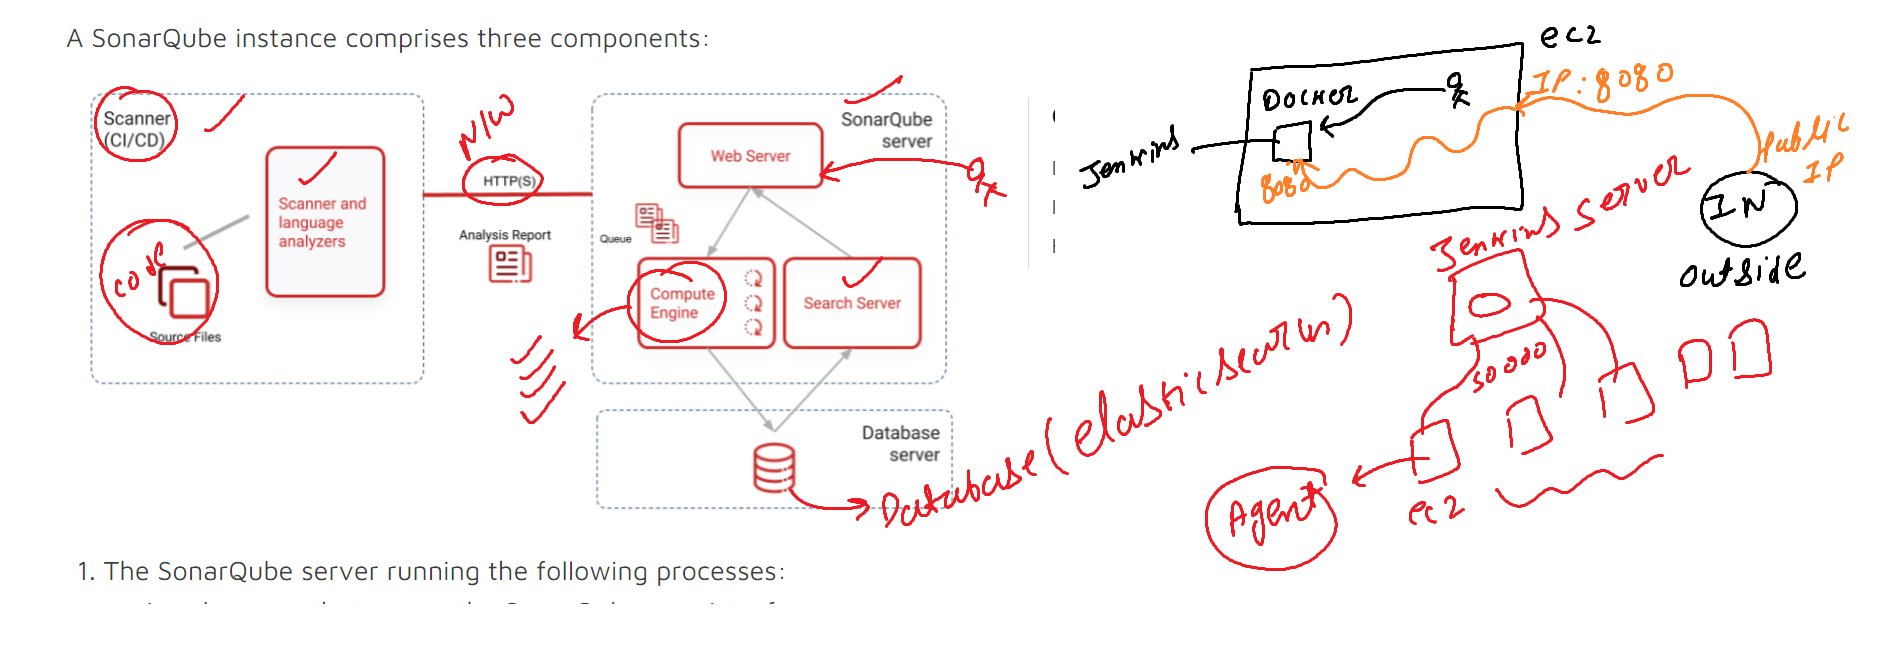 A SonarQube instance comprises three components:
Scanner
(CI/CD)
Scanner and
language
analyzers
code
Source Files
N/W
HTTP(S)
Analysis Report
SonarQube
server
Web Server
Queue
Compute
Engine
Search Server
Database
server
Database (elasticsearch)
1. The SonarQube server running the following processes:
ec2
DOCKER
IP:8080
Jenkins
8080
Public
IP
IN
outside
Jenkins server
50000
Agent
ec2